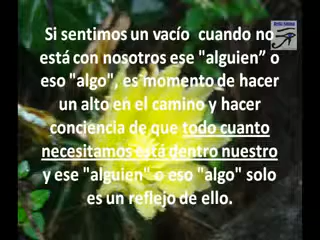 Si sentimos un vacío cuando no
está con nosotros ese "alguien” o
eso "algo", es momento de hacer
un alto en el camino y hacer
conciencia de que todo cuanto
necesitamos está dentro nuestro
y ese "alguien" o eso "algo" solo
es un reflejo de ello.